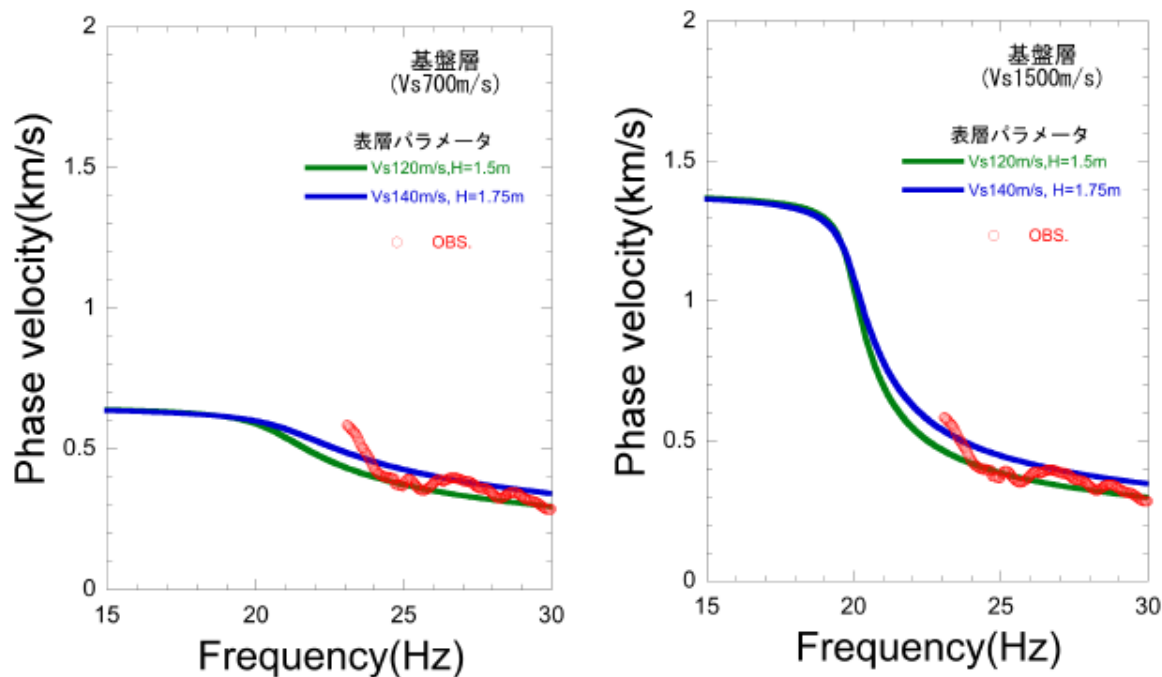 2
1.5
1
0.5
0
Phase velocity(km/s)
基盤層
(Vs700m/s)
表層パラメータ
Vs120m/s,H=1.5m
Vs140m/s, H=1.75m
OBS.
15
20
25
30
Frequency(Hz)
2
1.5
1
0.5
0
Phase velocity(km/s)
基盤層
(Vs1500m/s)
表層パラメータ
Vs120m/s,H=1.5m
Vs140m/s, H=1.75m
OBS.
15
20
25
30
Frequency(Hz)